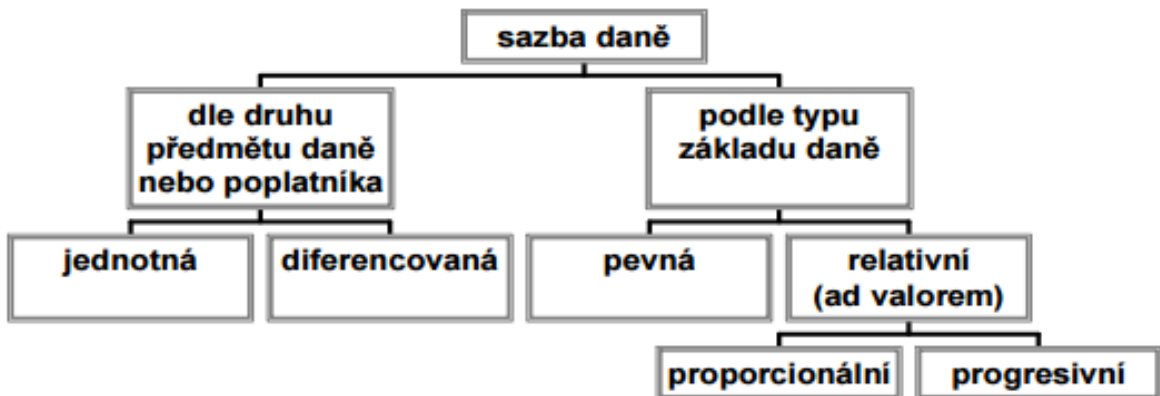 sazba daně
dle druhu
předmětu daně
nebo poplatníka
podle typu
základu daně
jednotná
diferencovaná
pevná
relativní
(ad valorem)
proporcionální
progresivní